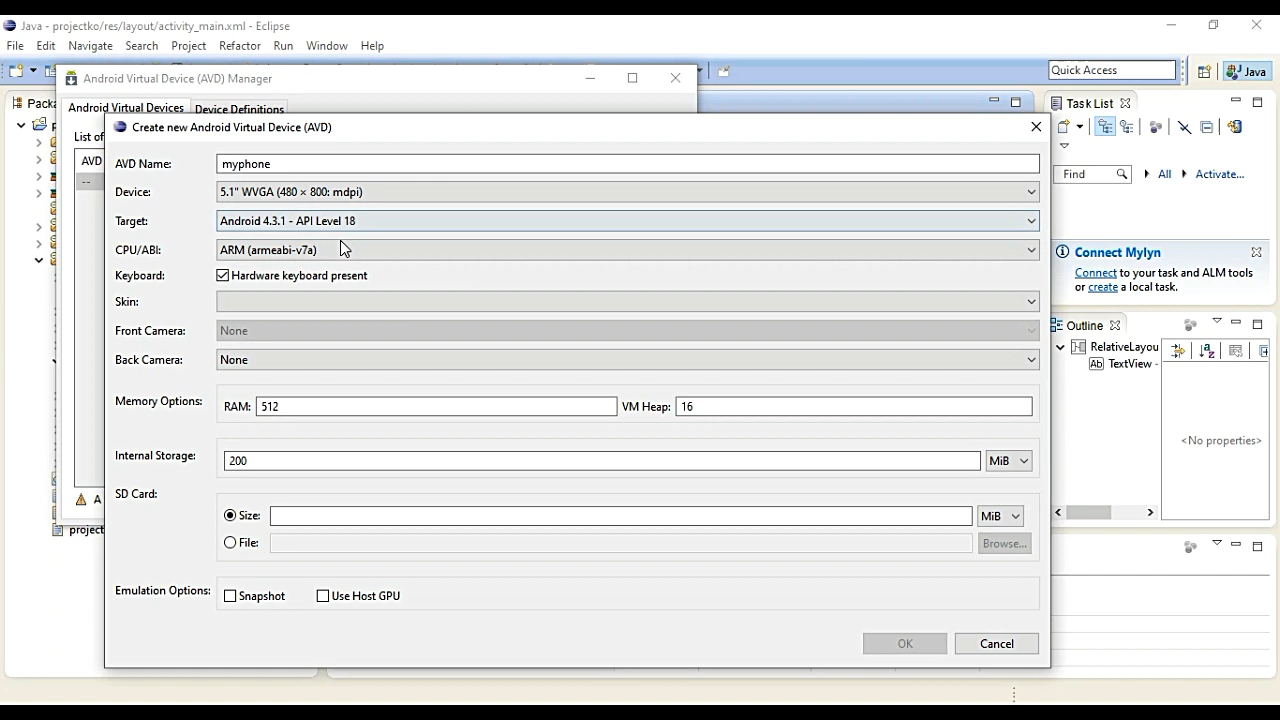 Java - projectko/res/layout/activity_main.xml - Eclipse
File Edit Navigate Search Project Refactor Run Window Help
Quick Access
Java
Android Virtual Device (AVD) Manager
Android Virtual Devices
Device Definitions
List of
AVD
--
A
Packa
Create new Android Virtual Device (AVD)
AVD Name: myphone
Device: 5.1" WVGA (480 × 800: mdpi)
Target: Android 4.3.1 - API Level 18
CPU/ABI: ARM (armeabi-v7a)
Keyboard: Hardware keyboard present
Skin:
Front Camera: None
Back Camera: None
Memory Options: RAM: 512 VM Heap: 16
Internal Storage: 200 MiB
SD Card:
Size: MiB
File: Browse...
Emulation Options: Snapshot Use Host GPU
OK Cancel
project
Task List
Find All Activate...
Connect Mylyn
Connect to your task and ALM tools
or create a local task.
Outline
RelativeLayou
Ab TextView -
<No properties>